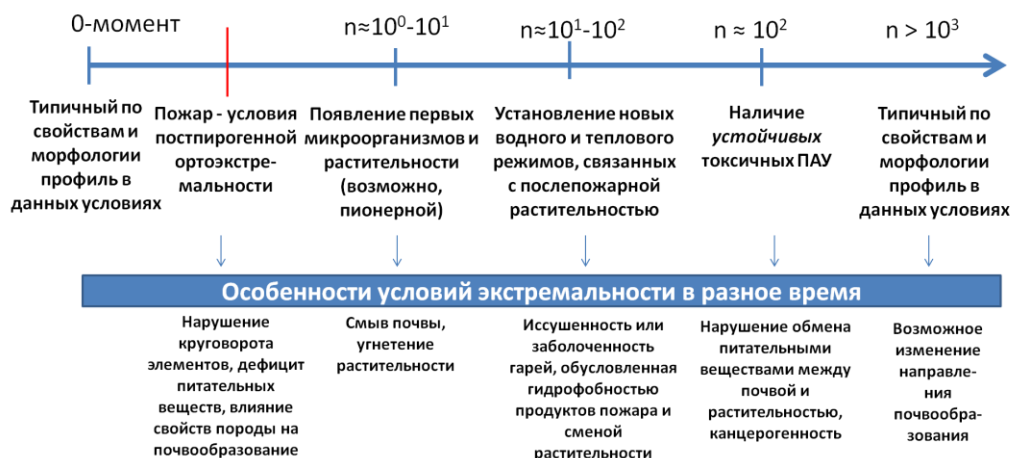 0-момент
n≈10⁰-10¹
n≈10¹-10²
n ≈ 10²
n > 10³
Типичный по
свойствам и
морфологии
профиль в
данных условиях
Пожар - условия
постпирогенной
ортоэкстре-
мальности
Появление первых
микроорганизмов и
растительности
(возможно,
пионерной)
Установление новых
водного и теплового
режимов, связанных
с послепожарной
растительностью
Наличие
устойчивых
токсичных ПАУ
Типичный по
свойствам и
морфологии
профиль в
данных условиях
Особенности условий экстремальности в разное время
Нарушение
круговорота
элементов, дефицит
питательных
веществ, влияние
свойств породы на
почвообразование
Смыв почвы,
угнетение
растительности
Иссушенность или
заболоченность
гарей, обусловленная
гидрофобностью
продуктов пожара и
сменой
растительности
Нарушение обмена
питательными
веществами между
почвой и
растительностью,
канцерогенность
Возможное
изменение
направле-
ния
почвообра-
зования